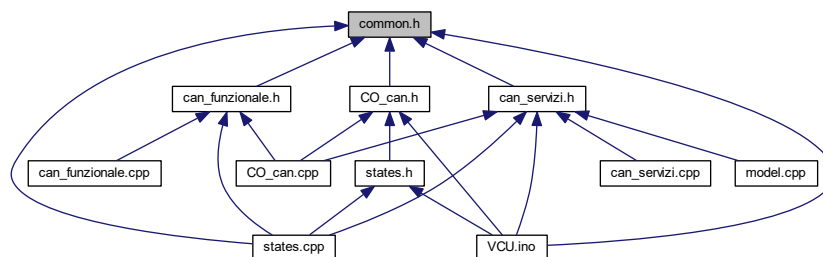 common.h
can_funzionale.h
CO_can.h
can_servizi.h
can_funzionale.cpp
CO_can.cpp
states.h
can_servizi.cpp
model.cpp
states.cpp
VCU.ino